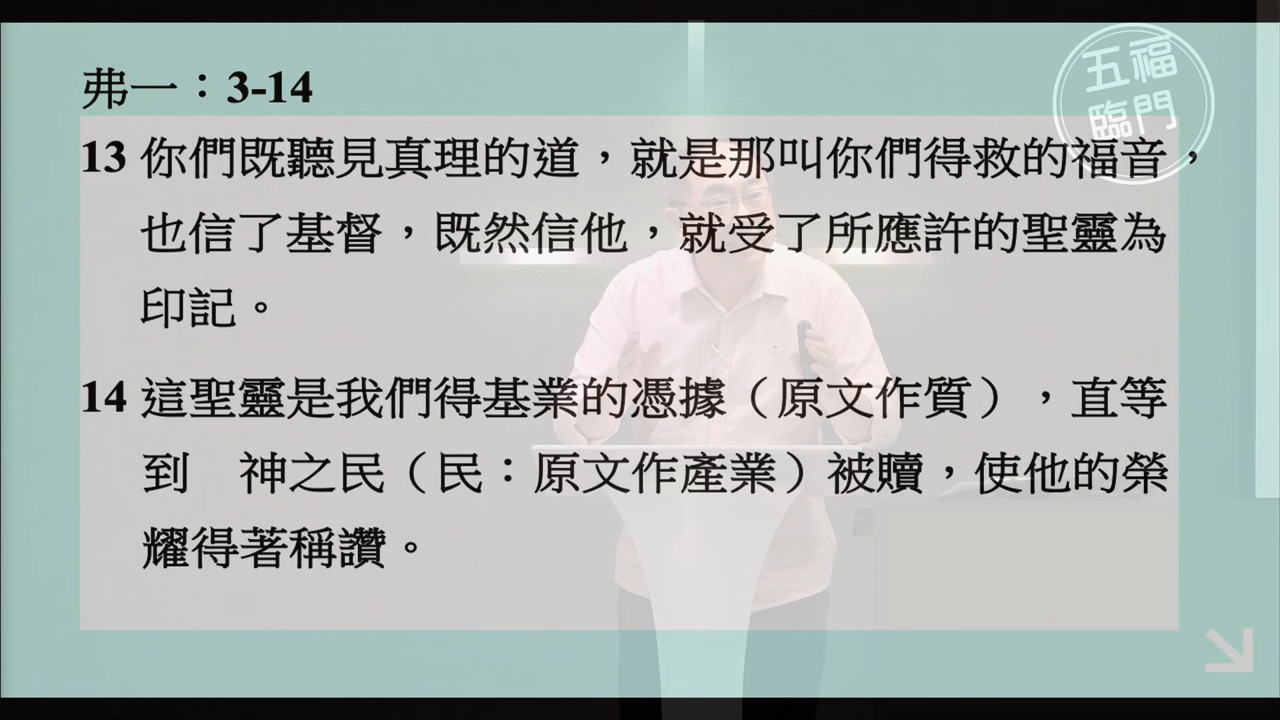 弗一：3-14
五福
臨門
13 你們既聽見真理的道，就是那叫你們得救的福音，
也信了基督，既然信他，就受了所應許的聖靈為
印記。
14 這聖靈是我們得基業的憑據（原文作質），直等
到　神之民（民：原文作產業）被贖，使他的榮
耀得著稱讚。